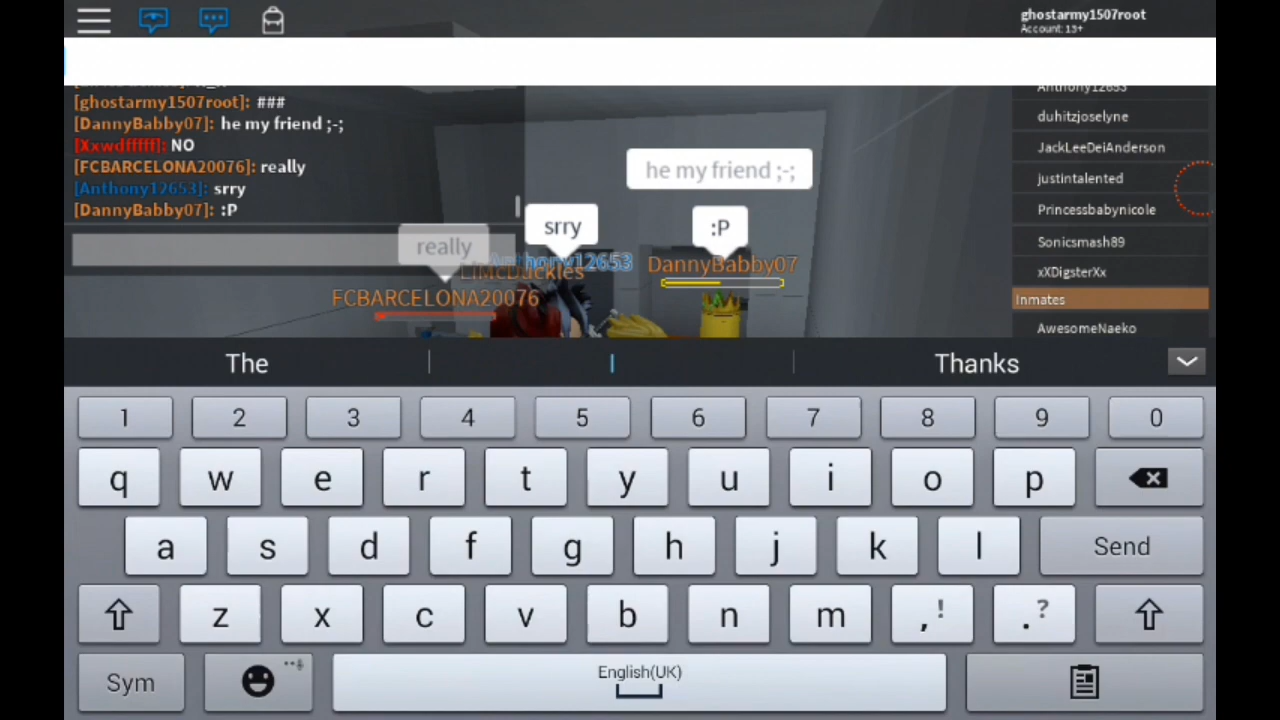 ghostarmy1507root
Account: 13+
[ghostarmy1507root]: ###
[DannyBabby07]: he my friend ;-;
[Xxwdfffff]: NO
[FCBARCELONA20076]: really
[Anthony12653]: srry
[DannyBabby07]: :P
he my friend ;-;
srry
:P
really
Anthony12653
DannyBabby07
FCBARCELONA20076
Anthony12653
duhitzjoselyne
JackLeeDeiAnderson
justintalented
Princessbabynicole
Sonicsmash89
xXDigsterXx
Inmates
AwesomeNaeko
The I Thanks
1 2 3 4 5 6 7 8 9 0
q w e r t y u i o p
a s d f g h j k l Send
z x c v b n m ,! .?
Sym English(UK)